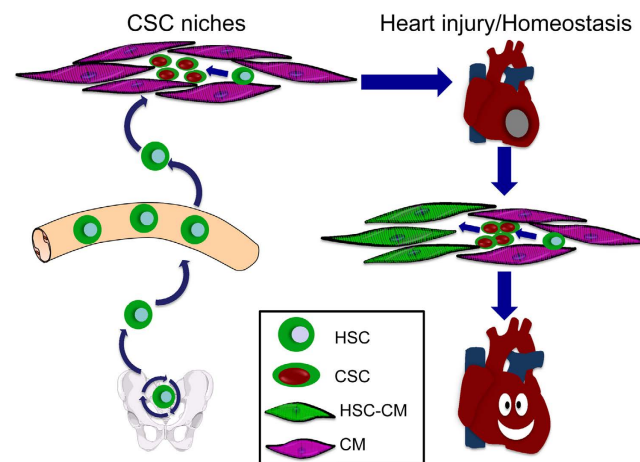 CSC niches
Heart injury/Homeostasis
HSC
CSC
HSC-CM
CM